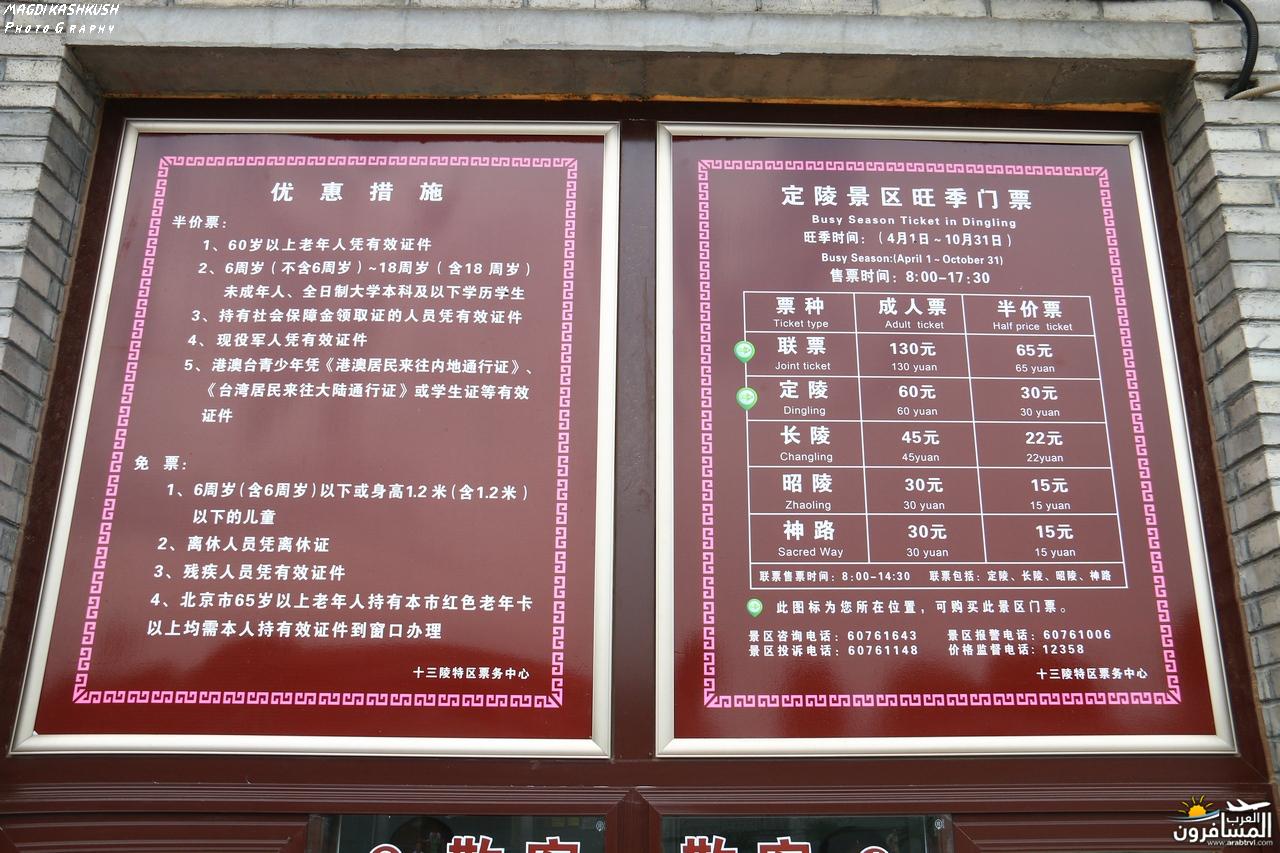 MAGDI KASHKUSH
PHOTOGRAPHY
优惠措施
半价票：
1、60岁以上老年人凭有效证件
2、6周岁（不含6周岁）~18周岁（含18 周岁）
未成年人、全日制大学本科及以下学历学生
3、持有社会保障金领取证的人员凭有效证件
4、现役军人凭有效证件
5、港澳台青少年凭《港澳居民来往内地通行证》、
《台湾居民来往大陆通行证》或学生证等有效
证件
免 票：
1、6周岁(含6周岁)以下或身高1.2 米(含1.2米)
以下的儿童
2、离休人员凭离休证
3、残疾人员凭有效证件
4、北京市65岁以上老年人持有本市红色老年卡
以上均需本人持有效证件到窗口办理
十三陵特区票务中心
定陵景区旺季门票
Busy Season Ticket in Dingling
旺季时间：（4月1日～10月31日）
Busy Season:(April 1~October 31)
售票时间：8:00-17:30
票种 成人票 半价票
Ticket type Adult ticket Half price ticket
联票 130元 65元
Joint ticket 130 yuan 65 yuan
定陵 60元 30元
Dingling 60 yuan 30 yuan
长陵 45元 22元
Changling 45yuan 22yuan
昭陵 30元 15元
Zhaoling 30 yuan 15 yuan
神路 30元 15元
Sacred Way 30 yuan 15 yuan
联票售票时间：8:00-14:30 联票包括：定陵、长陵、昭陵、神路
此图标为您所在位置，可购买此景区门票。
景区咨询电话：60761643 景区报警电话：60761006
景区投诉电话：60761148 价格监督电话：12358
十三陵特区票务中心
العرب
المسافرون
www.arabtrvl.com